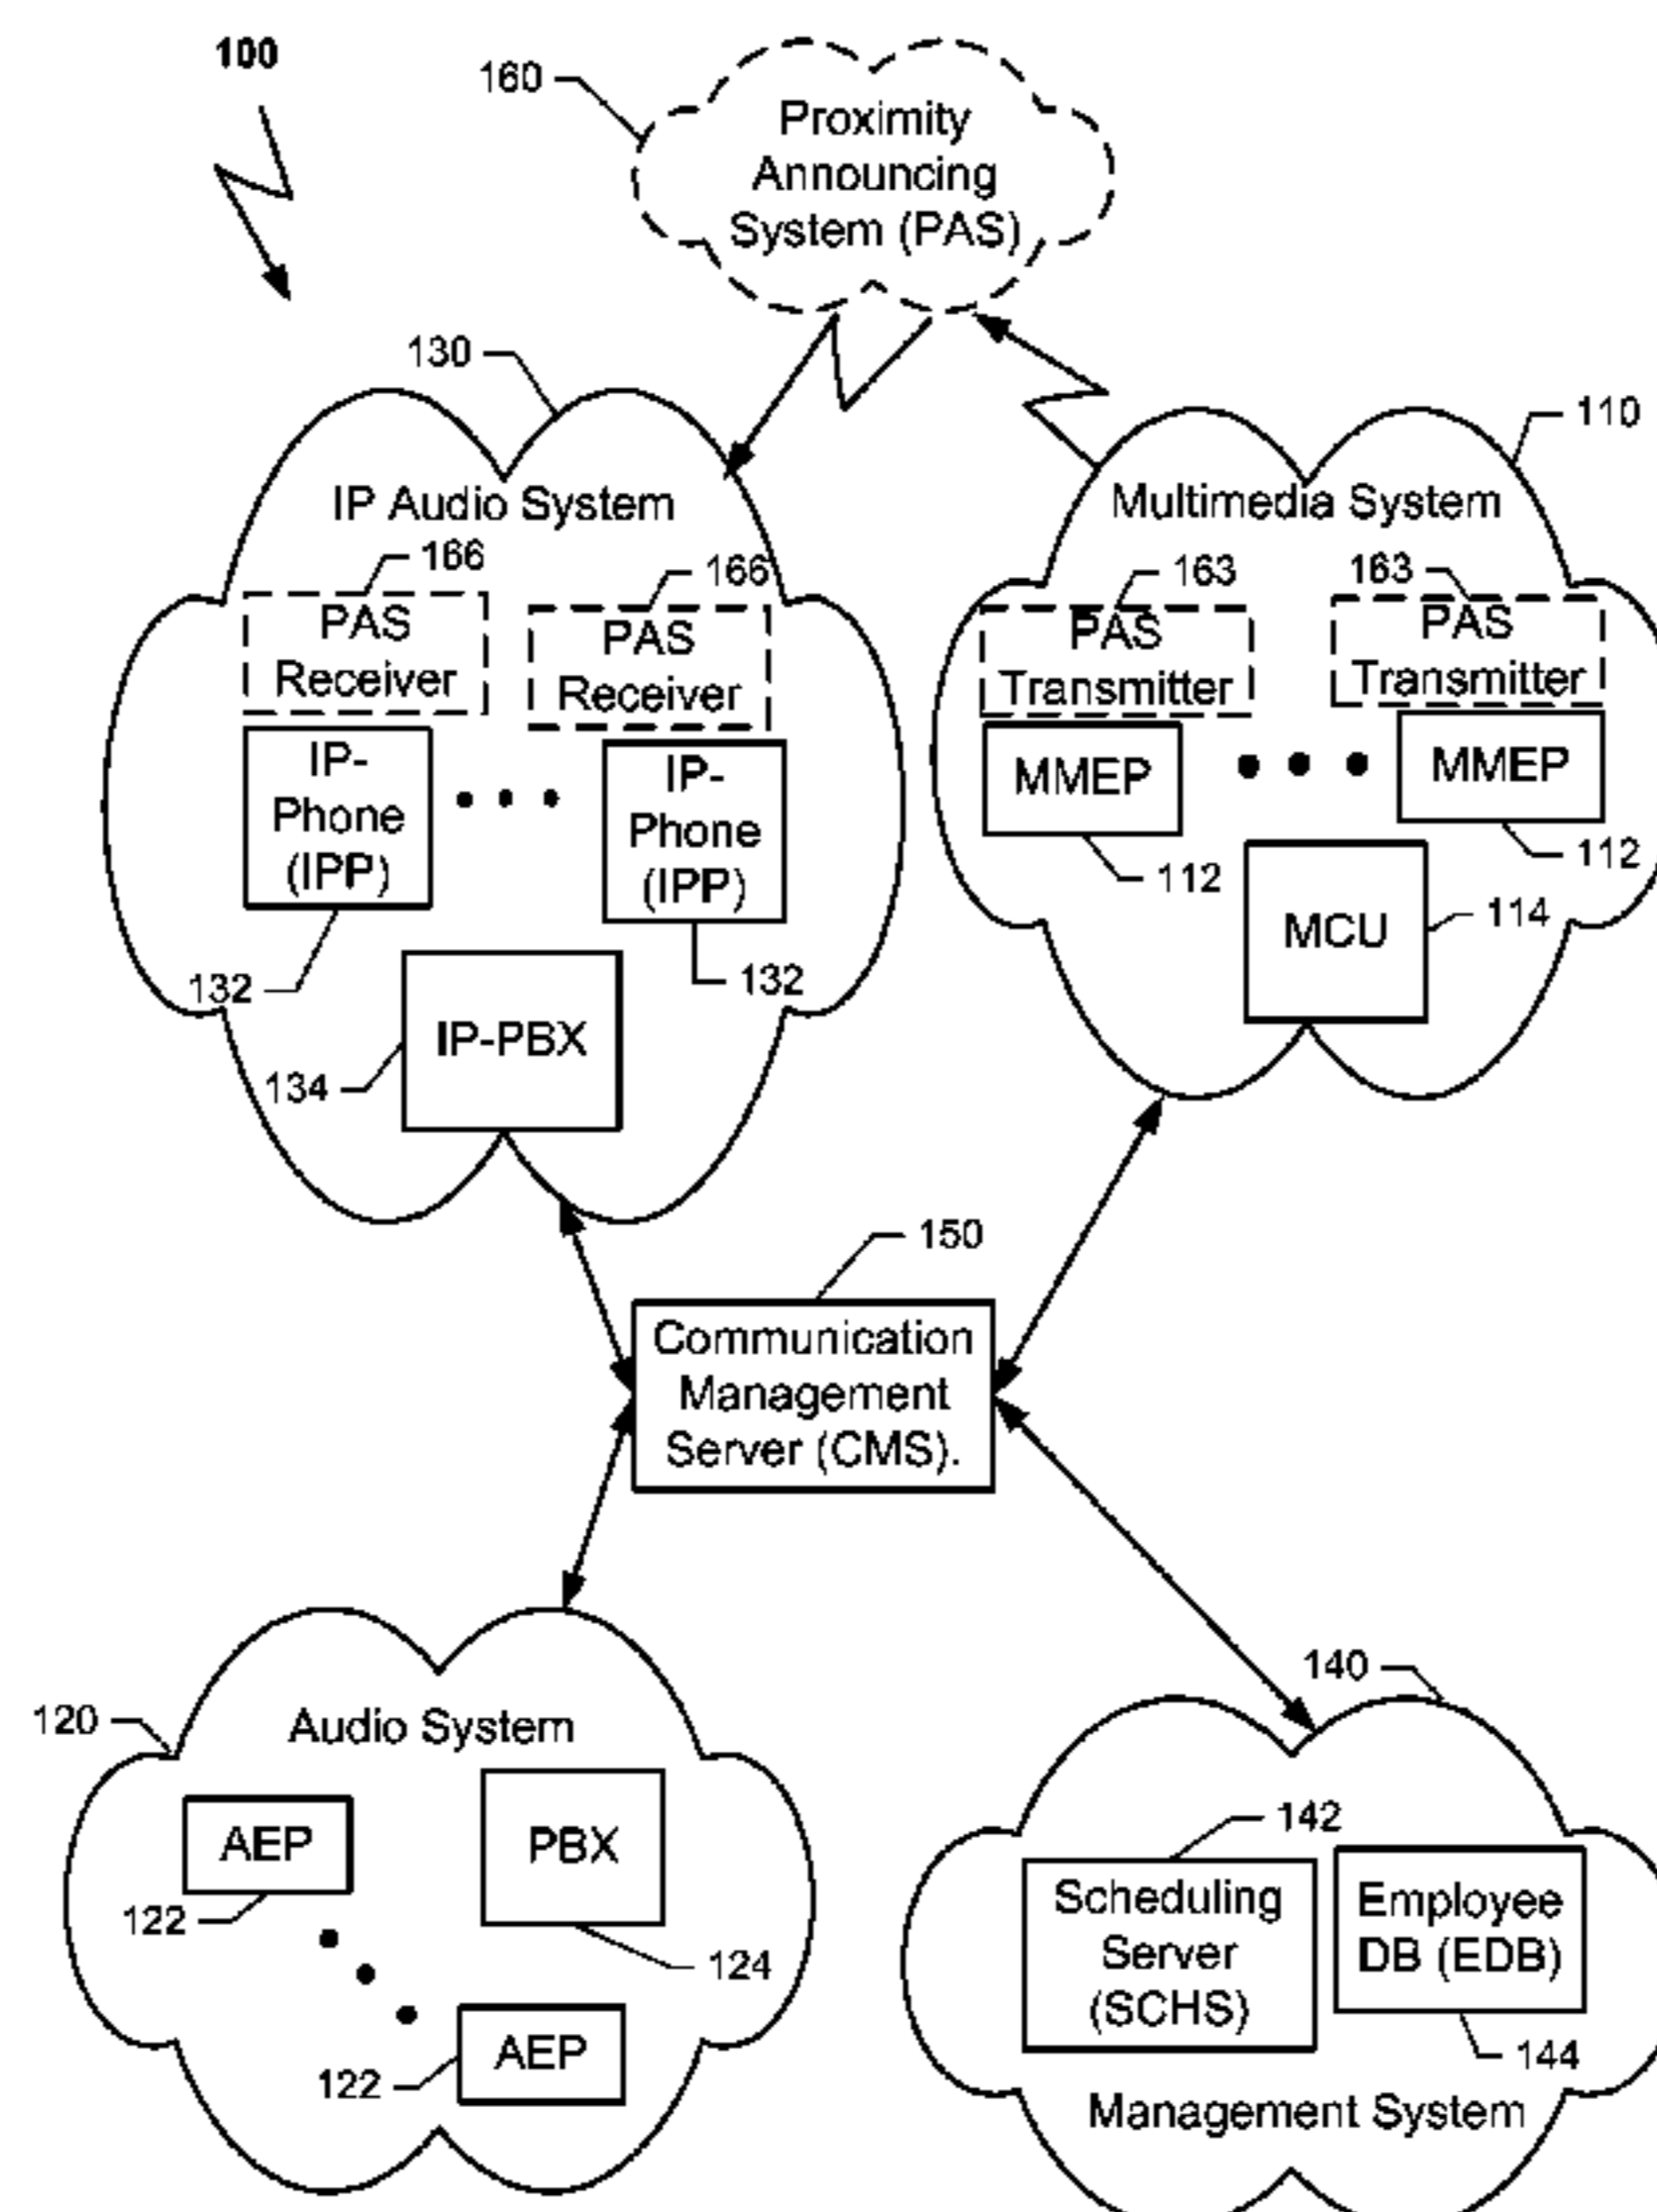 100
160
Proximity
Announcing
System (PAS)
130
110
IP Audio System
Multimedia System
166
166
163
163
PAS
Receiver
PAS
Receiver
PAS
Transmitter
PAS
Transmitter
IP-
Phone
(IPP)
IP-
Phone
(IPP)
MMEP
MMEP
112
112
MCU
114
132
132
IP-PBX
134
150
Communication
Management
Server (CMS).
120
Audio System
140
AEP
PBX
122
124
AEP
122
142
Scheduling
Server
(SCHS)
Employee
DB (EDB)
144
Management System